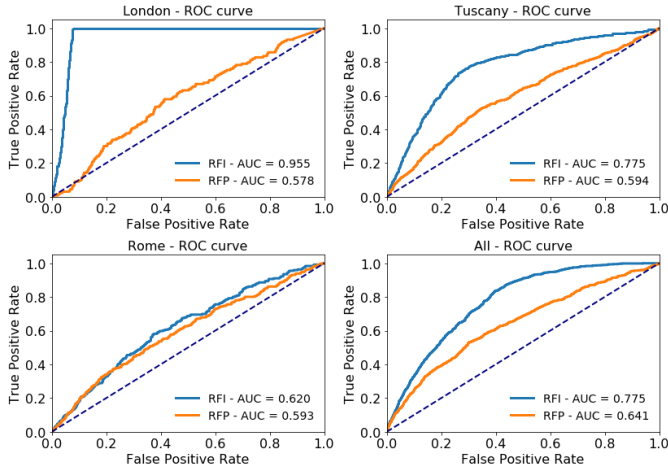 London - ROC curve
True Positive Rate
1.0
0.8
0.6
0.4
0.2
0.0
RFI - AUC = 0.955
RFP - AUC = 0.578
0.0 0.2 0.4 0.6 0.8 1.0
False Positive Rate
Tuscany - ROC curve
True Positive Rate
1.0
0.8
0.6
0.4
0.2
0.0
RFI - AUC = 0.775
RFP - AUC = 0.594
0.0 0.2 0.4 0.6 0.8 1.0
False Positive Rate
Rome - ROC curve
True Positive Rate
1.0
0.8
0.6
0.4
0.2
0.0
RFI - AUC = 0.620
RFP - AUC = 0.593
0.0 0.2 0.4 0.6 0.8 1.0
False Positive Rate
All - ROC curve
True Positive Rate
1.0
0.8
0.6
0.4
0.2
0.0
RFI - AUC = 0.775
RFP - AUC = 0.641
0.0 0.2 0.4 0.6 0.8 1.0
False Positive Rate